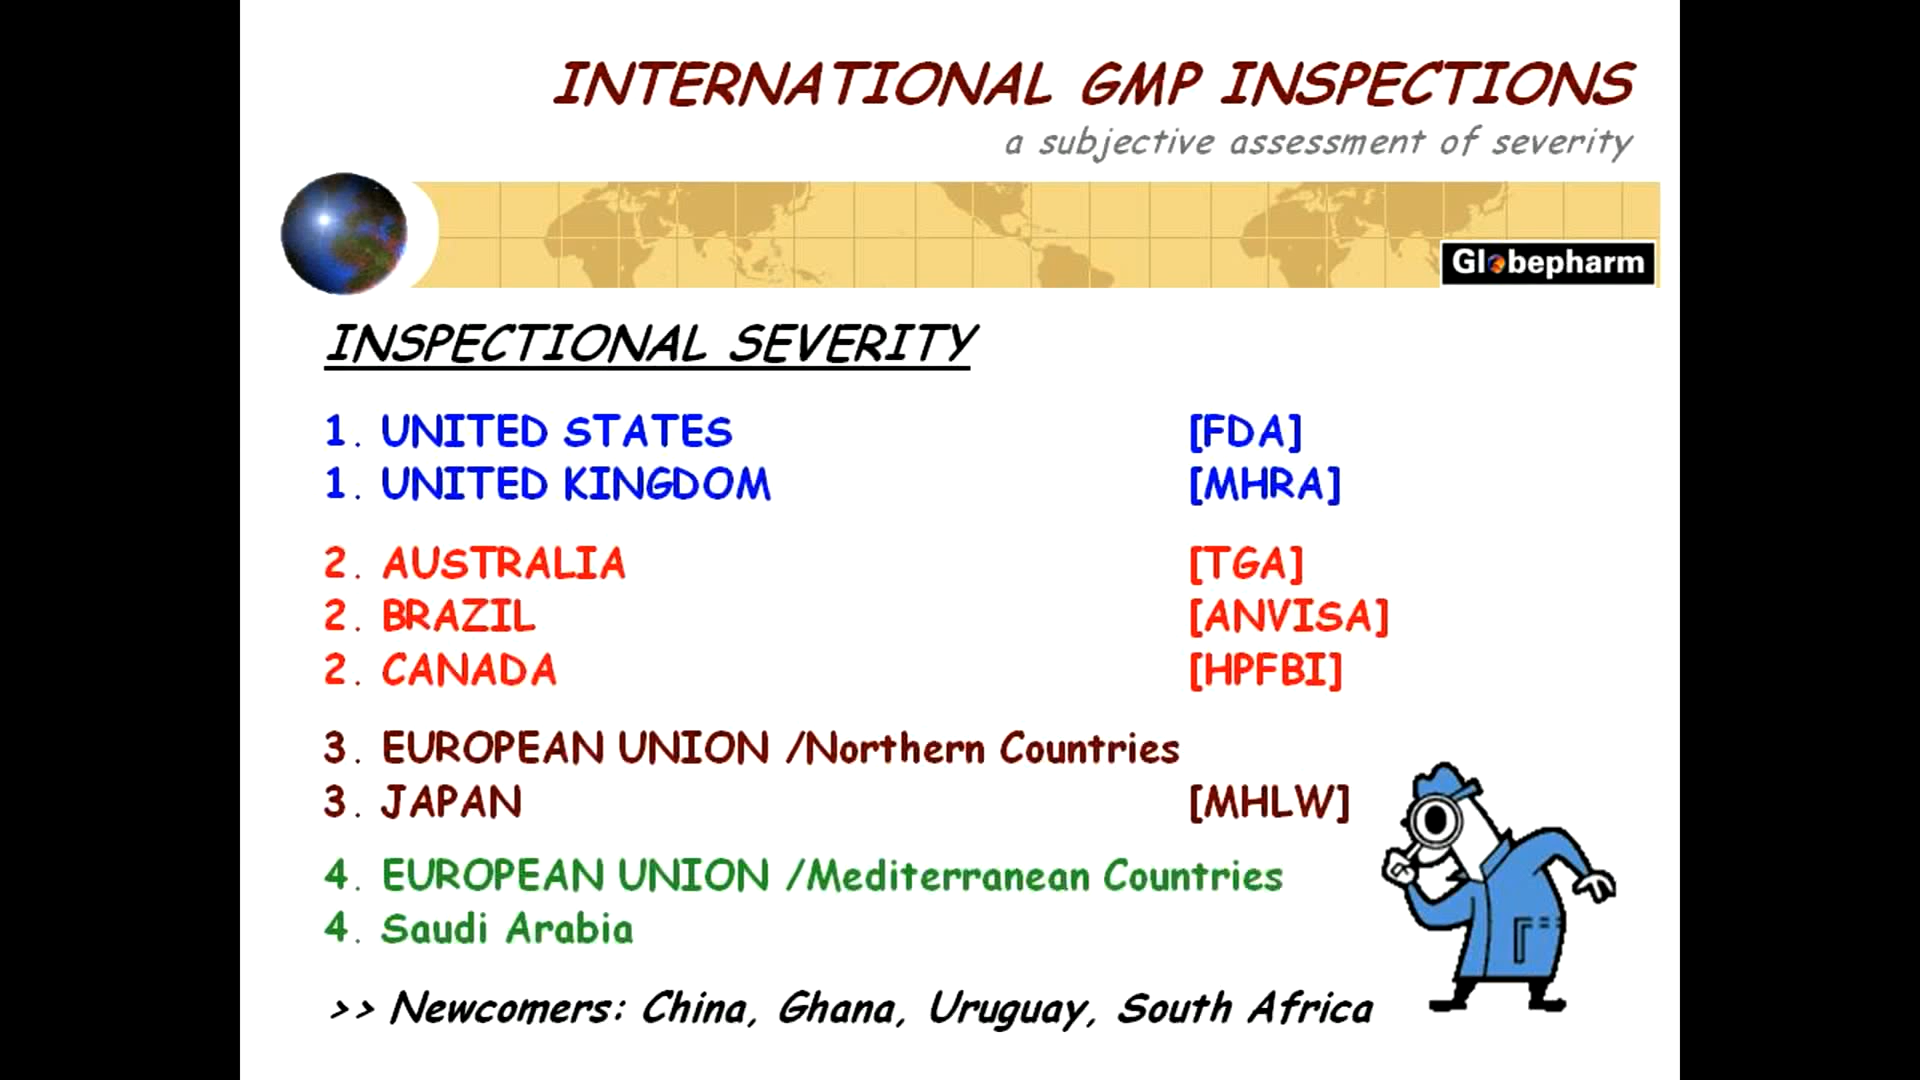 INTERNATIONAL GMP INSPECTIONS
a subjective assessment of severity
Globepharm
INSPECTIONAL SEVERITY
1. UNITED STATES [FDA]
1. UNITED KINGDOM [MHRA]
2. AUSTRALIA [TGA]
2. BRAZIL [ANVISA]
2. CANADA [HPFBI]
3. EUROPEAN UNION /Northern Countries
3. JAPAN [MHLW]
4. EUROPEAN UNION /Mediterranean Countries
4. Saudi Arabia
>> Newcomers: China, Ghana, Uruguay, South Africa